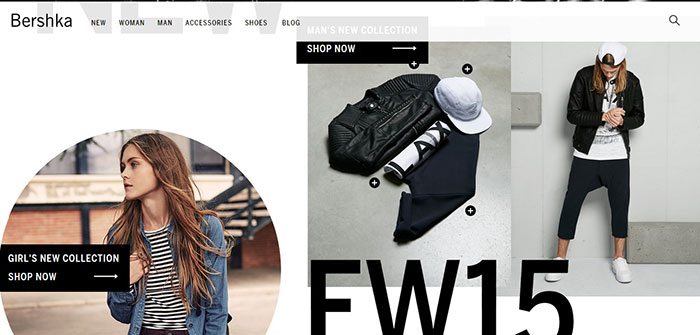 Bershka
NEW WOMAN MAN ACCESSORIES SHOES BLOG
NEW
MAN'S NEW COLLECTION
SHOP NOW
GIRL'S NEW COLLECTION
SHOP NOW
FW15